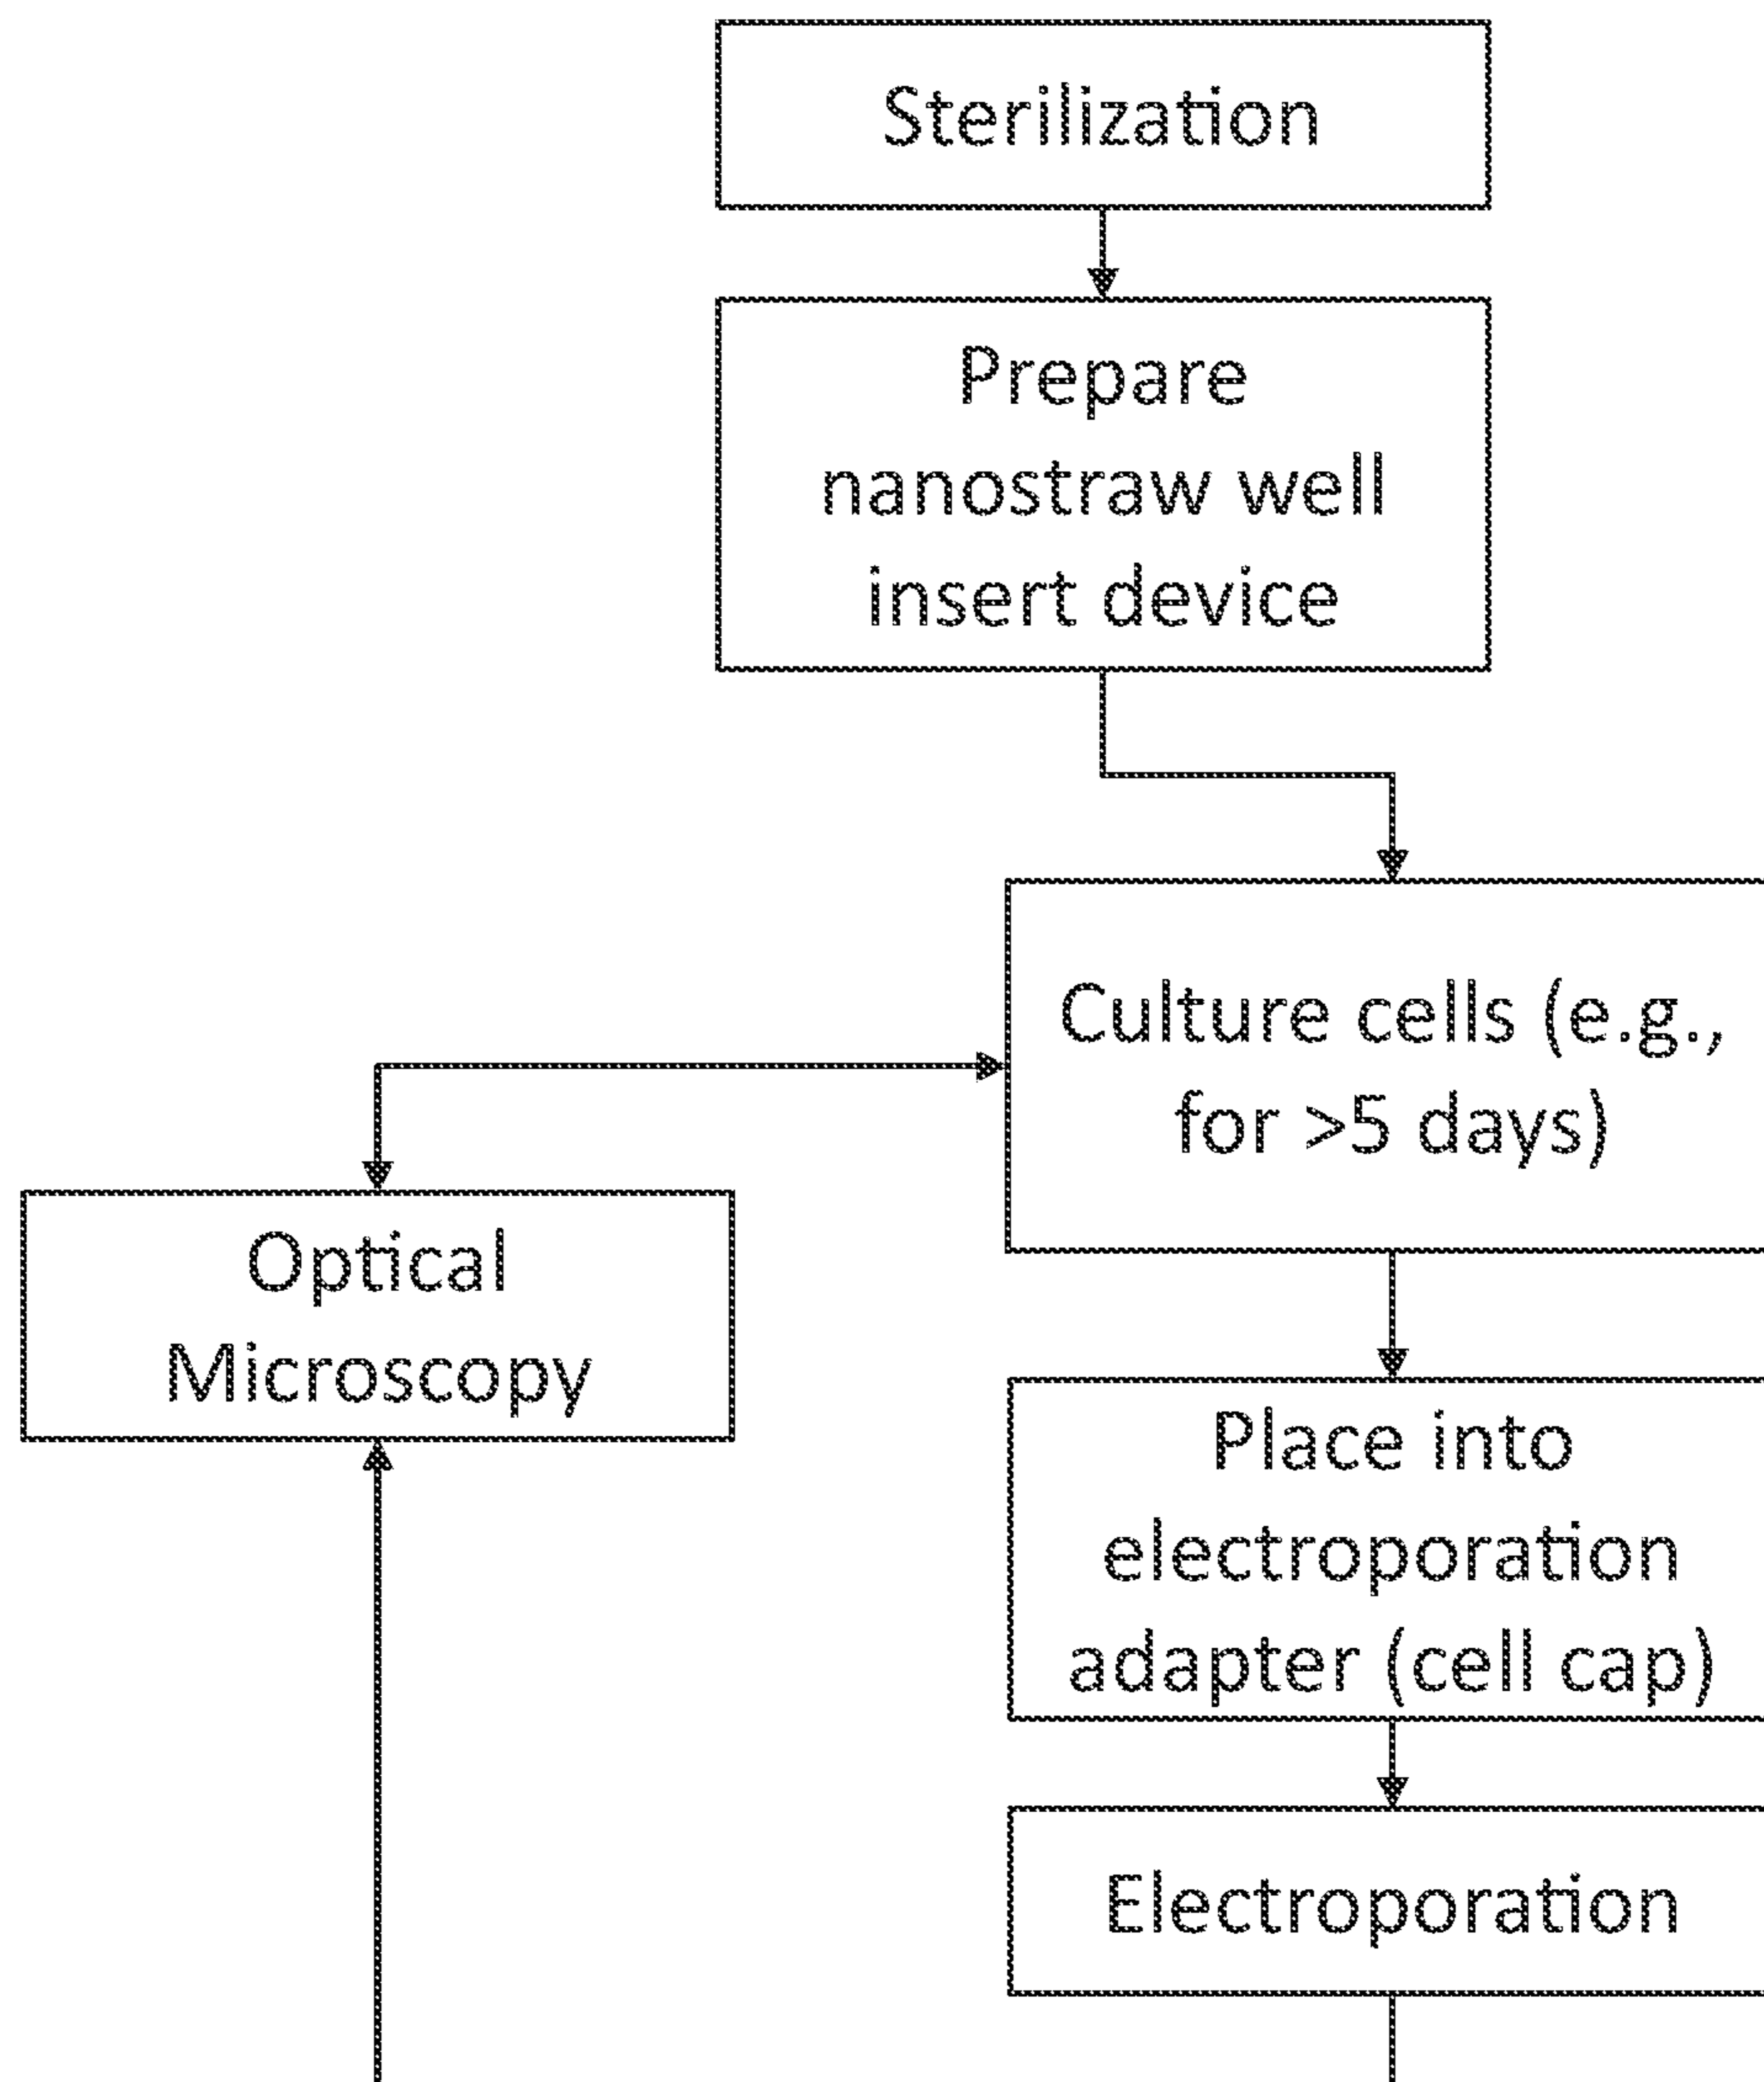 Sterilization
Prepare
nanostraw well
insert device
Culture cells (e.g.,
for >5 days)
Optical
Microscopy
Place into
electroporation
adapter (cell cap)
Electroporation